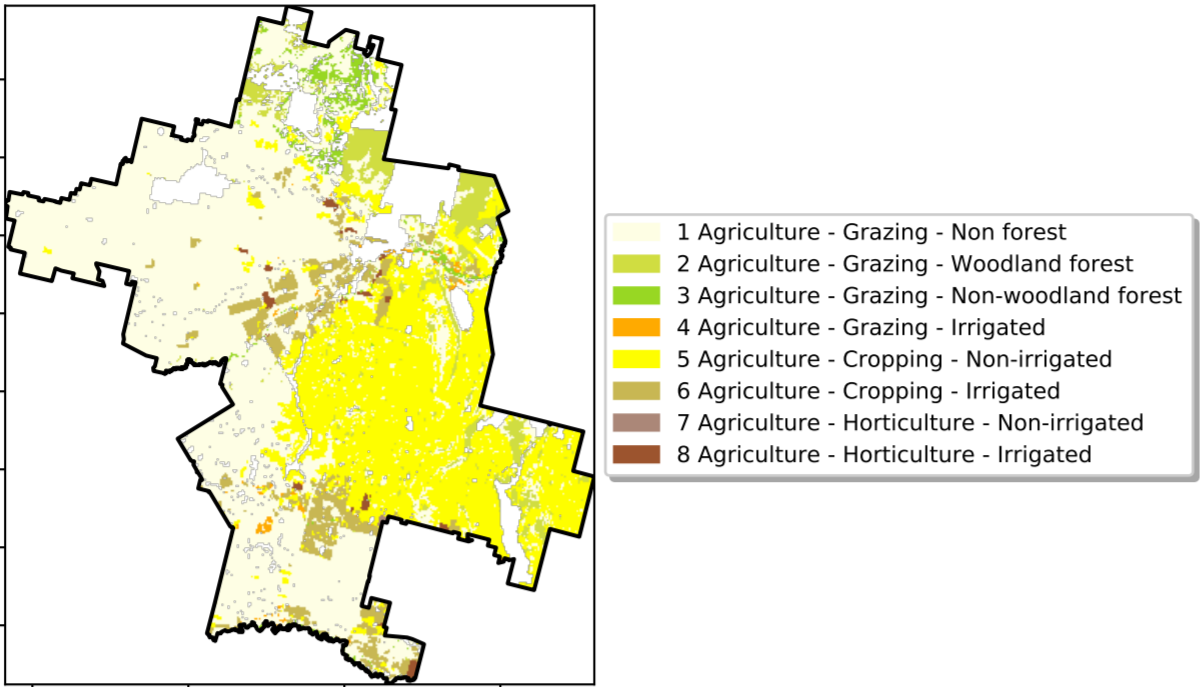 1 Agriculture - Grazing - Non forest
2 Agriculture - Grazing - Woodland forest
3 Agriculture - Grazing - Non-woodland forest
4 Agriculture - Grazing - Irrigated
5 Agriculture - Cropping - Non-irrigated
6 Agriculture - Cropping - Irrigated
7 Agriculture - Horticulture - Non-irrigated
8 Agriculture - Horticulture - Irrigated